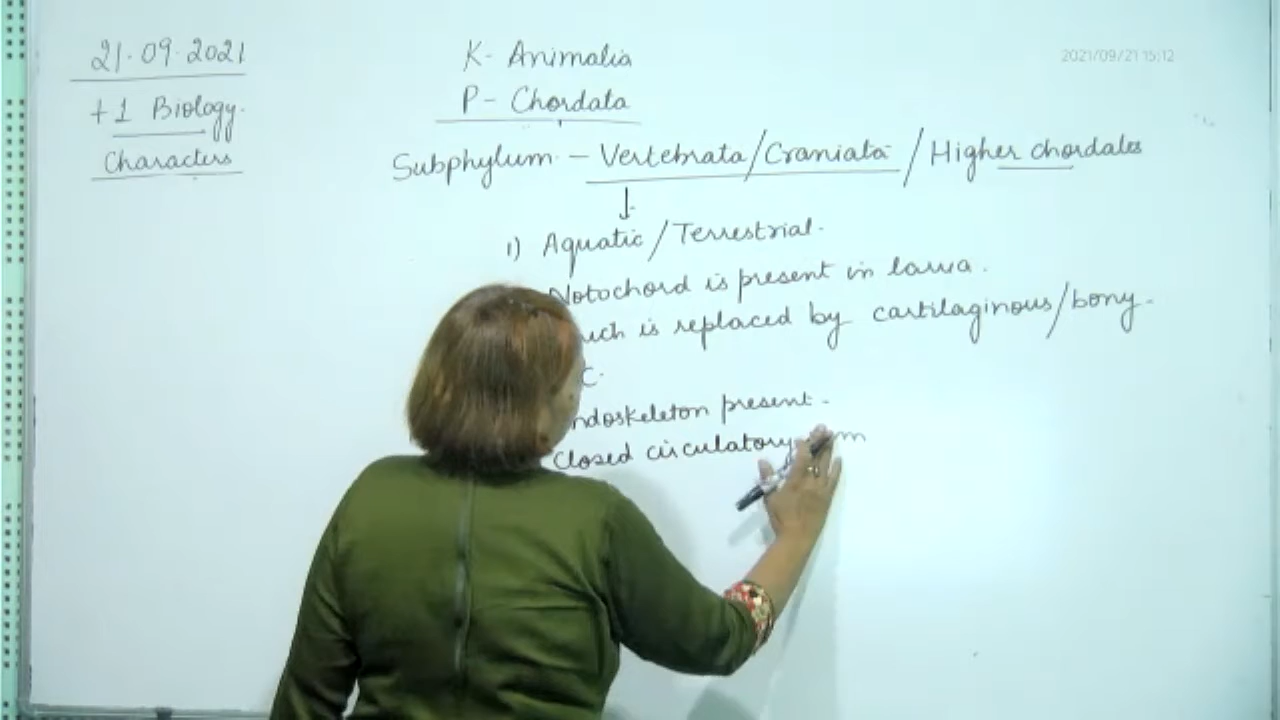 21.09.2021
+1 Biology.
Characters
K- Animalia
P- Chordata
2021/09/21 15:12
Subphylum - Vertebrata/Craniata / Higher chordates
↓
1) Aquatic/Terrestrial.
Notochord is present in larva.
is replaced by cartilaginous/bony.
present.
Closed circulatory